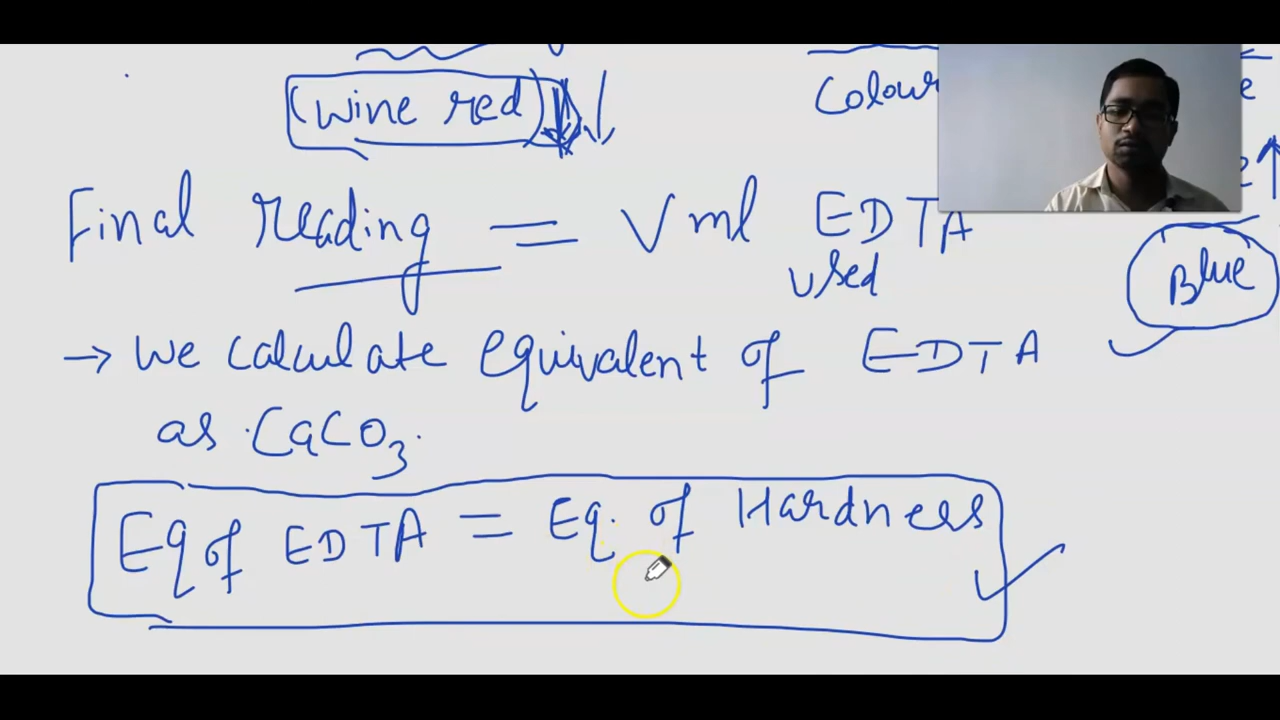 (wine red)
Colour
Final reading = V ml EDTA
used
Blue
→ we calculate equivalent of EDTA
as CaCO3.
Eq of EDTA = Eq. of Hardness